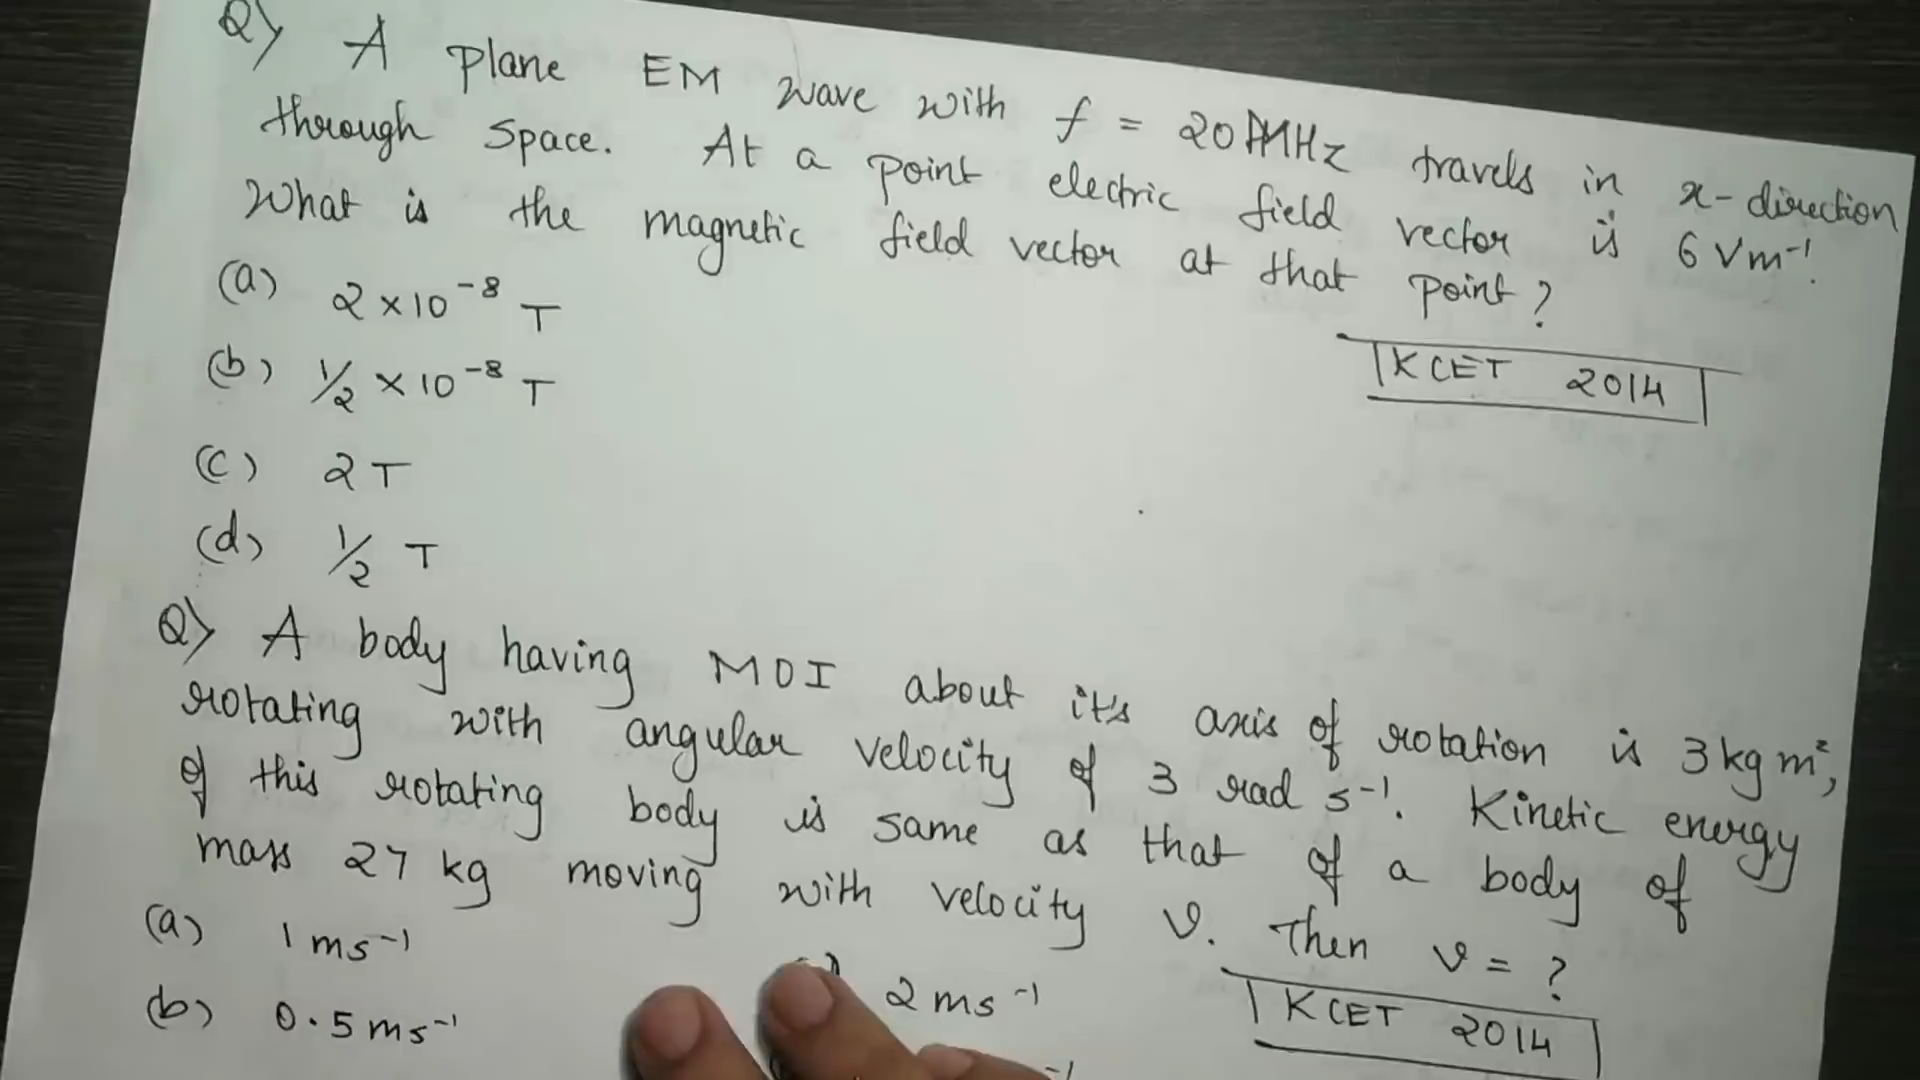 Q) A plane EM wave with f = 20 MHz travels in x-direction
through space. At a point electric field vector is 6 Vm⁻¹.
What is the magnetic field vector at that point?
(a) 2 × 10⁻⁸ T
(b) 1/2 × 10⁻⁸ T
KCET 2014
(c) 2 T
(d) 1/2 T
Q) A body having MOI about it's axis of rotation is 3 kg m²,
rotating with angular velocity of 3 rad s⁻¹. Kinetic energy
of this rotating body is same as that of a body of
mass 27 kg moving with velocity v. Then v = ?
(a) 1 ms⁻¹
2 ms⁻¹
(b) 0.5 ms⁻¹
KCET 2014